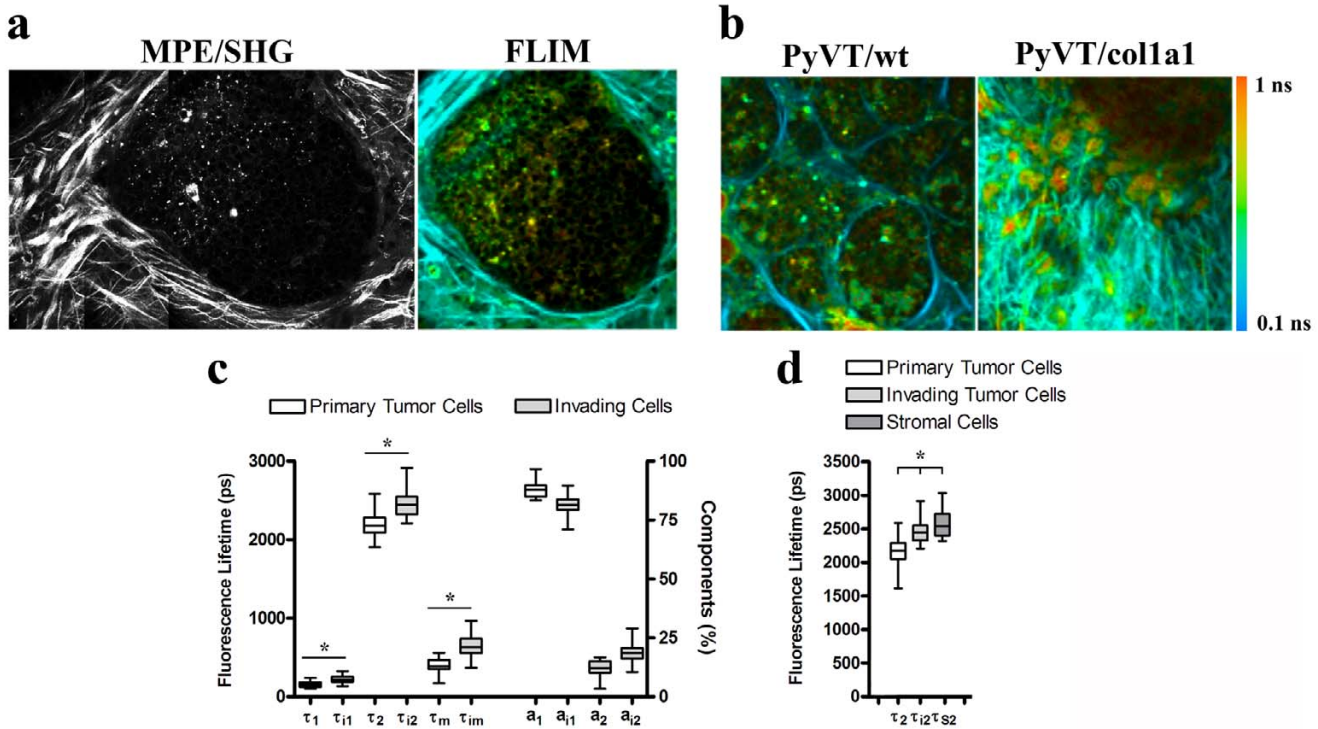 a
MPE/SHG
FLIM
b
PyVT/wt
PyVT/col1a1
1 ns
0.1 ns
c
Primary Tumor Cells
Invading Cells
Fluorescence Lifetime (ps)
3000
2000
1000
0
*
*
*
100
75
50
25
0
Components (%)
τ1 τi1 τ2 τi2 τm τim a1 ai1 a2 ai2
d
Primary Tumor Cells
Invading Tumor Cells
Stromal Cells
Fluorescence Lifetime (ps)
3500
3000
2500
2000
1500
1000
500
0
*
τ2 τi2 τS2